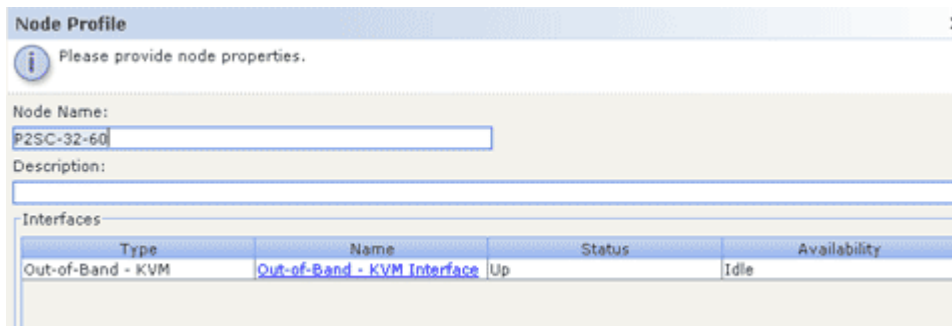 Node Profile
Please provide node properties.
Node Name:
P2SC-32-60
Description:
Interfaces
Type Name Status Availability
Out-of-Band - KVM Out-of-Band - KVM Interface Up Idle